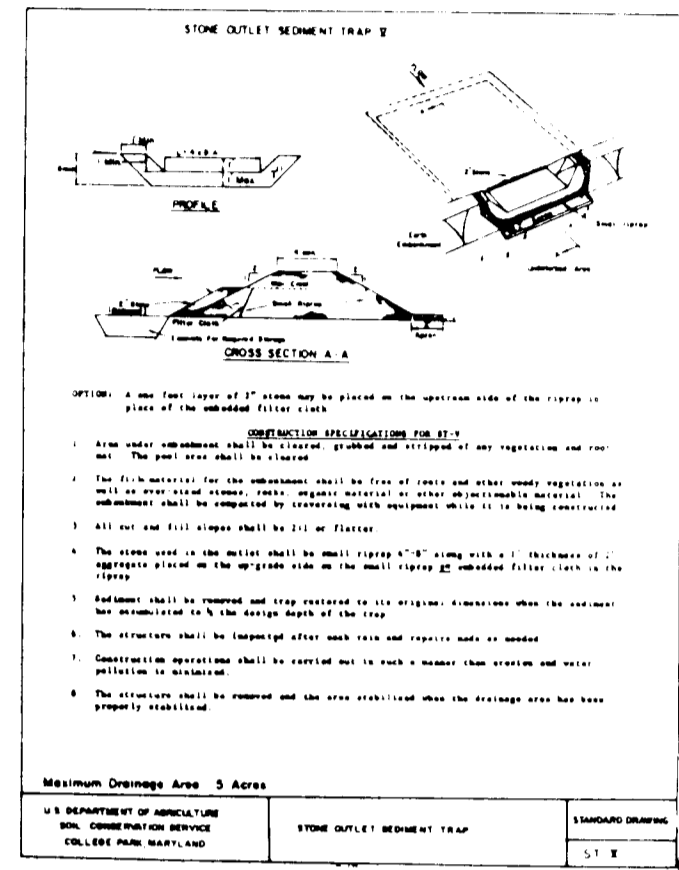 STONE OUTLET SEDIMENT TRAP V
PROFILE
2" Stone
Small riprap
Earth
Embankment
Undisturbed Area
FLOW
Small Riprap
2" Stone
Filter Cloth
Excavate For Required Storage
Apron
CROSS SECTION A-A
OPTION: A one foot layer of 2" stone may be placed on the upstream side of the riprap in
place of the embedded filter cloth
CONSTRUCTION SPECIFICATIONS FOR ST-V
1 Area under embankment shall be cleared, grubbed and stripped of any vegetation and root
mat The pool area shall be cleared
2 The fill material for the embankment shall be free of roots and other woody vegetation as
well as over-sized stones, rocks, organic material or other objectionable material The
embankment shall be compacted by traversing with equipment while it is being constructed
3 All cut and fill slopes shall be 2:1 or flatter.
4 The stone used in the outlet shall be small riprap 4"-8" along with a 1' thickness of 2"
aggregate placed on the up-grade side on the small riprap or embedded filter cloth in the
riprap
5 Sediment shall be removed and trap restored to its original dimensions when the sediment
has accumulated to ½ the design depth of the trap
6. The structure shall be inspected after each rain and repairs made as needed
7. Construction operations shall be carried out in such a manner than erosion and water
pollution is minimized.
8 The structure shall be removed and the area stabilized when the drainage area has been
properly stabilized.
Maximum Drainage Area 5 Acres
U S DEPARTMENT OF AGRICULTURE
SOIL CONSERVATION SERVICE
COLLEGE PARK, MARYLAND
STONE OUTLET SEDIMENT TRAP
STANDARD DRAWING
ST V